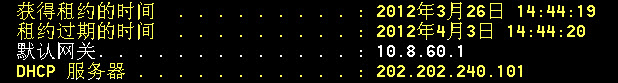 获得租约的时间 . . . . . . . . . . . . : 2012年3月26日 14:44:19
租约过期的时间 . . . . . . . . . . . . : 2012年4月3日 14:44:20
默认网关. . . . . . . . . . . . . . . : 10.8.60.1
DHCP 服务器 . . . . . . . . . . . . . : 202.202.240.101